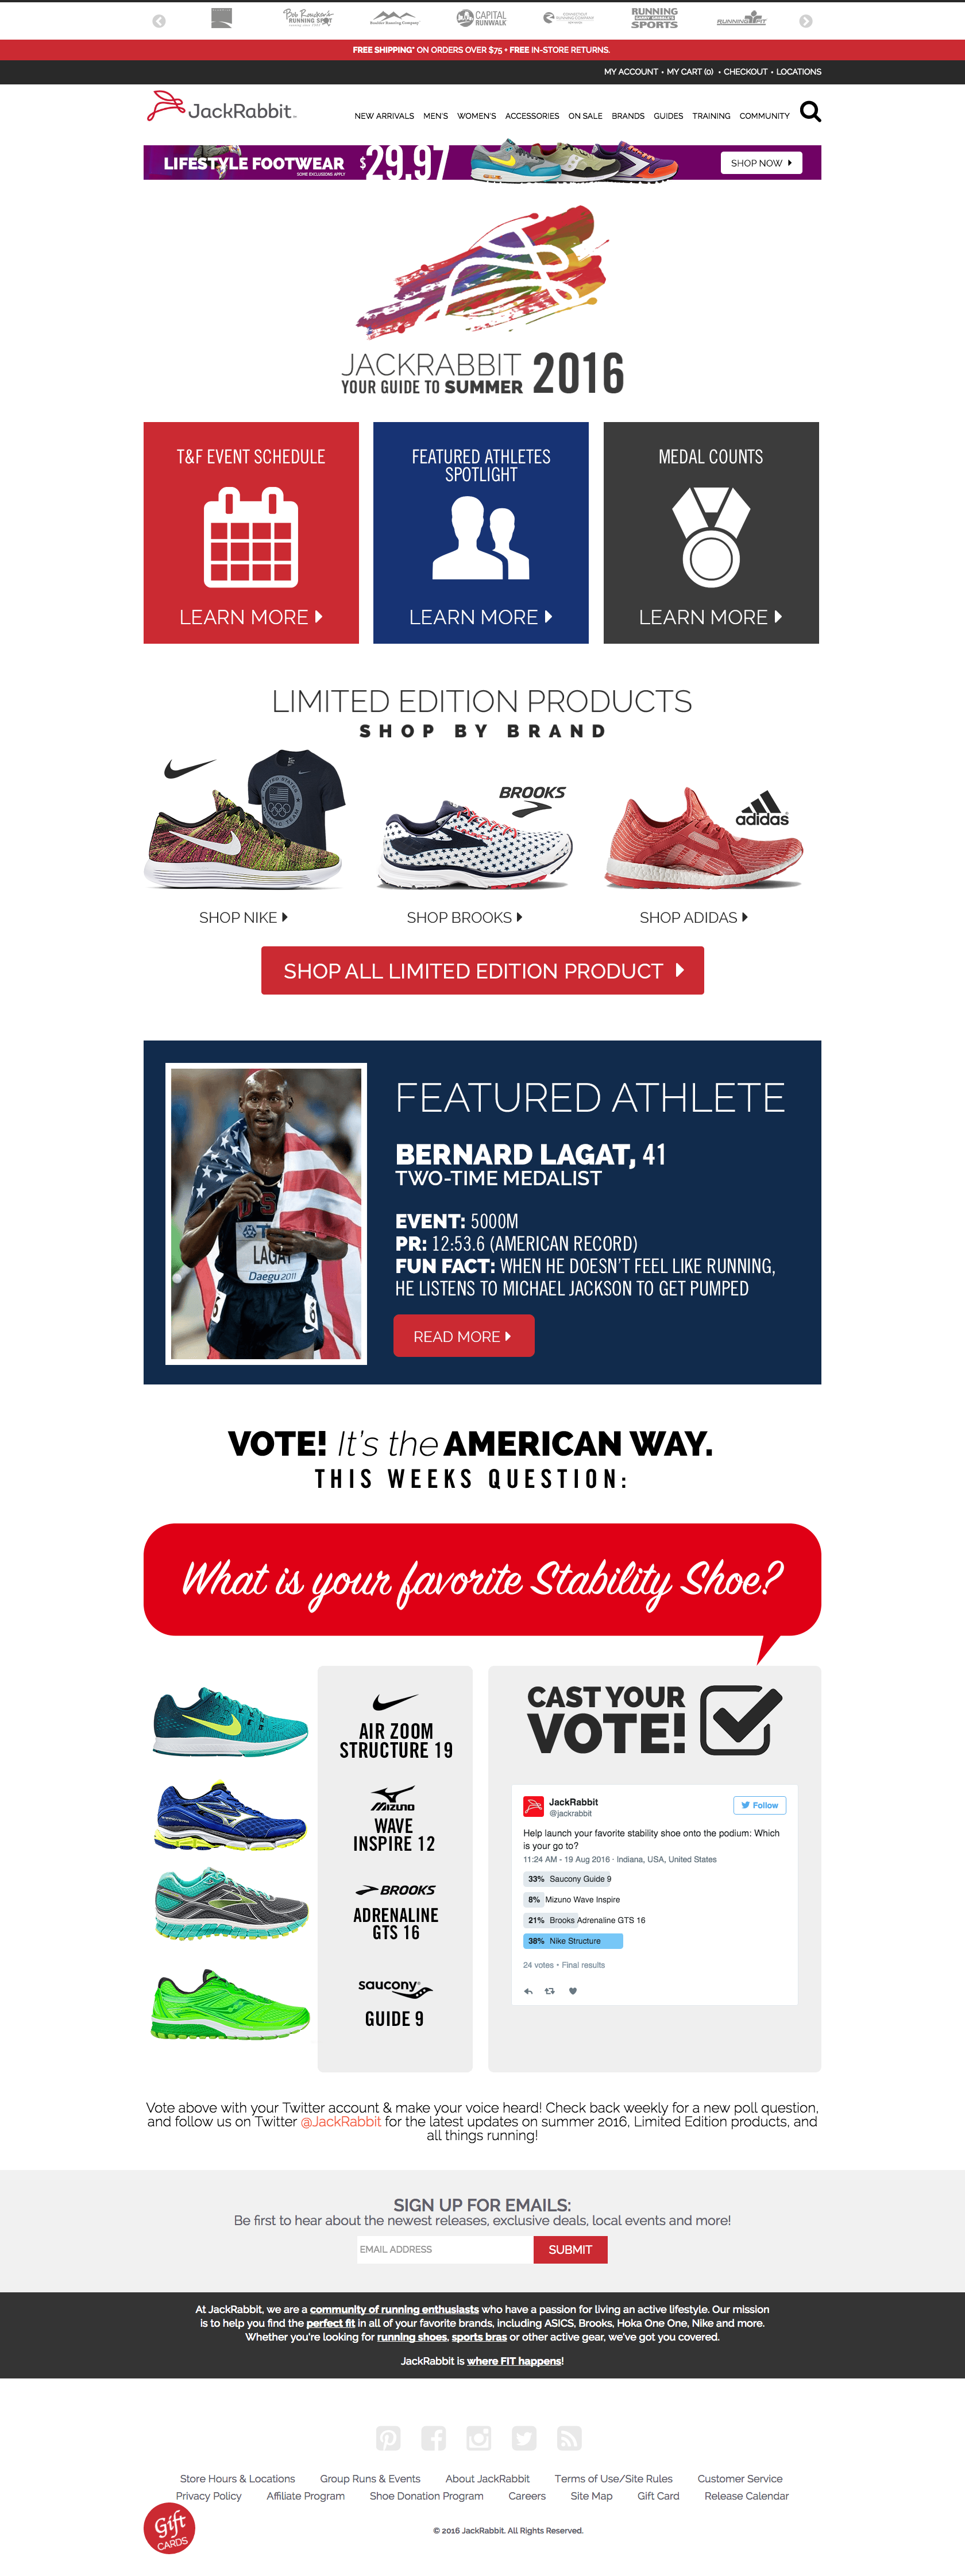 Bob Roncker's
RUNNING SPOT
Boulder Running Company
CAPITAL
RUNWALK
RUNNING COMPANY
RUNNING
SPORTS
RUNNINGFIT
FREE SHIPPING* ON ORDERS OVER $75 + FREE IN-STORE RETURNS.
MY ACCOUNT • MY CART (0) • CHECKOUT • LOCATIONS
JackRabbit
NEW ARRIVALS MEN'S WOMEN'S ACCESSORIES ON SALE BRANDS GUIDES TRAINING COMMUNITY
LIFESTYLE FOOTWEAR $29.97
SOME EXCLUSIONS APPLY
SHOP NOW
JACKRABBIT
YOUR GUIDE TO SUMMER 2016
T&F EVENT SCHEDULE
LEARN MORE
FEATURED ATHLETES
SPOTLIGHT
LEARN MORE
MEDAL COUNTS
LEARN MORE
LIMITED EDITION PRODUCTS
SHOP BY BRAND
BROOKS
adidas
SHOP NIKE
SHOP BROOKS
SHOP ADIDAS
SHOP ALL LIMITED EDITION PRODUCT
LAGAT
Daegu 2011
FEATURED ATHLETE
BERNARD LAGAT, 41
TWO-TIME MEDALIST
EVENT: 5000M
PR: 12:53.6 (AMERICAN RECORD)
FUN FACT: WHEN HE DOESN'T FEEL LIKE RUNNING,
HE LISTENS TO MICHAEL JACKSON TO GET PUMPED
READ MORE
VOTE! It's the AMERICAN WAY.
THIS WEEKS QUESTION:
What is your favorite Stability Shoe?
AIR ZOOM
STRUCTURE 19
MIZUNO
WAVE
INSPIRE 12
BROOKS
ADRENALINE
GTS 16
saucony
GUIDE 9
CAST YOUR
VOTE!
JackRabbit
@jackrabbit
Follow
Help launch your favorite stability shoe onto the podium: Which
is your go to?
11:24 AM - 19 Aug 2016 · Indiana, USA, United States
33% Saucony Guide 9
8% Mizuno Wave Inspire
21% Brooks Adrenaline GTS 16
38% Nike Structure
24 votes • Final results
Vote above with your Twitter account & make your voice heard! Check back weekly for a new poll question,
and follow us on Twitter @JackRabbit for the latest updates on summer 2016, Limited Edition products, and
all things running!
SIGN UP FOR EMAILS:
Be first to hear about the newest releases, exclusive deals, local events and more!
EMAIL ADDRESS
SUBMIT
At JackRabbit, we are a community of running enthusiasts who have a passion for living an active lifestyle. Our mission
is to help you find the perfect fit in all of your favorite brands, including ASICS, Brooks, Hoka One One, Nike and more.
Whether you're looking for running shoes, sports bras or other active gear, we've got you covered.
JackRabbit is where FIT happens!
Store Hours & Locations Group Runs & Events About JackRabbit Terms of Use/Site Rules Customer Service
Privacy Policy Affiliate Program Shoe Donation Program Careers Site Map Gift Card Release Calendar
Gift
CARDS
© 2016 JackRabbit. All Rights Reserved.